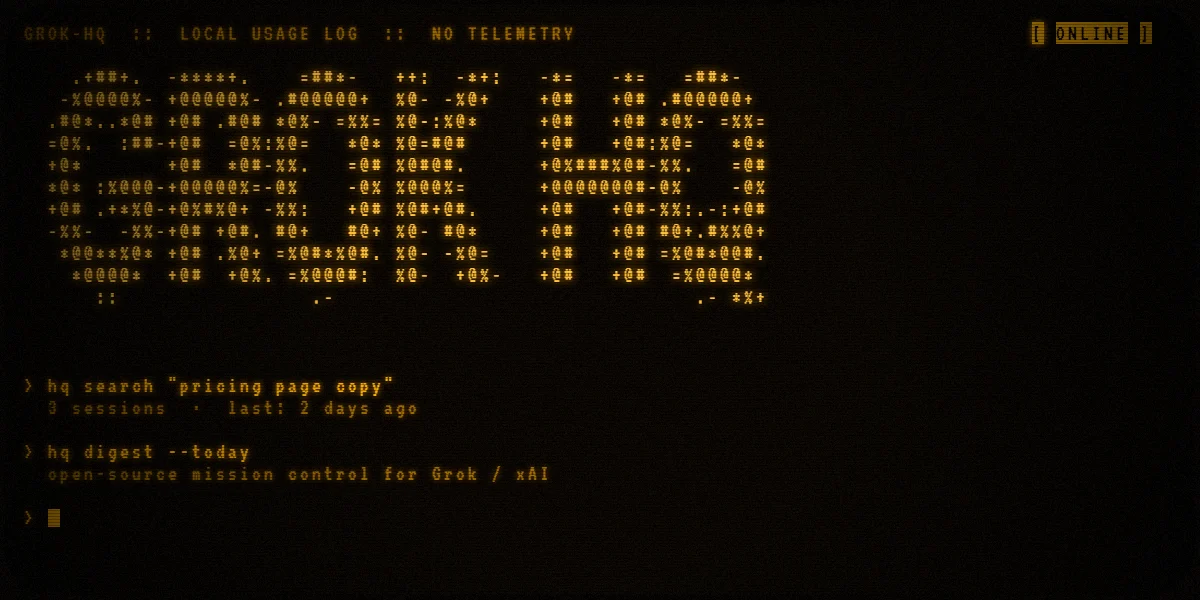 GROK-HQ :: LOCAL USAGE LOG :: NO TELEMETRY
[ ONLINE ]
GROK HQ
❯ hq search "pricing page copy"
3 sessions · last: 2 days ago
❯ hq digest --today
open-source mission control for Grok / xAI
❯